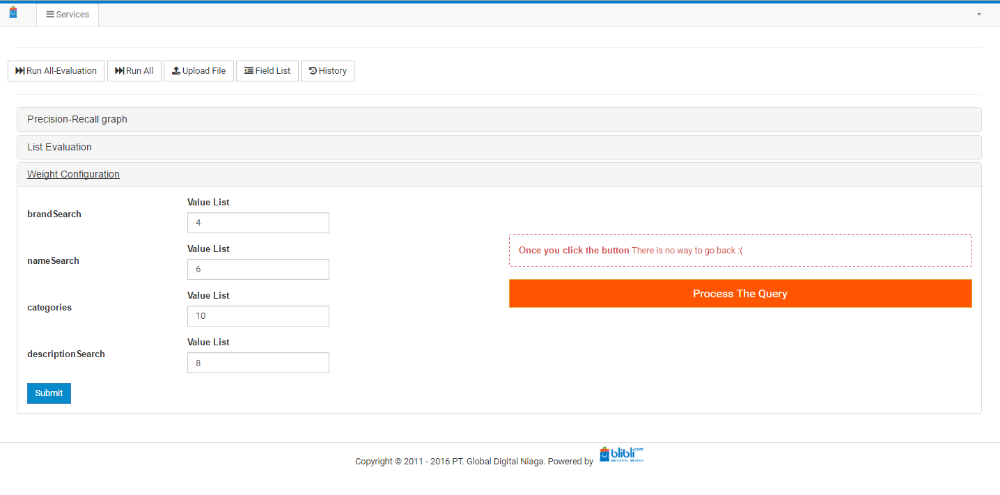 Services
Run All-Evaluation Run All Upload File Field List History
Precision-Recall graph
List Evaluation
Weight Configuration
Value List
brandSearch
4
Value List
nameSearch
6
Value List
categories
10
Value List
descriptionSearch
8
Submit
Once you click the button There is no way to go back :(
Process The Query
Copyright © 2011 - 2016 PT. Global Digital Niaga. Powered by blibli.com